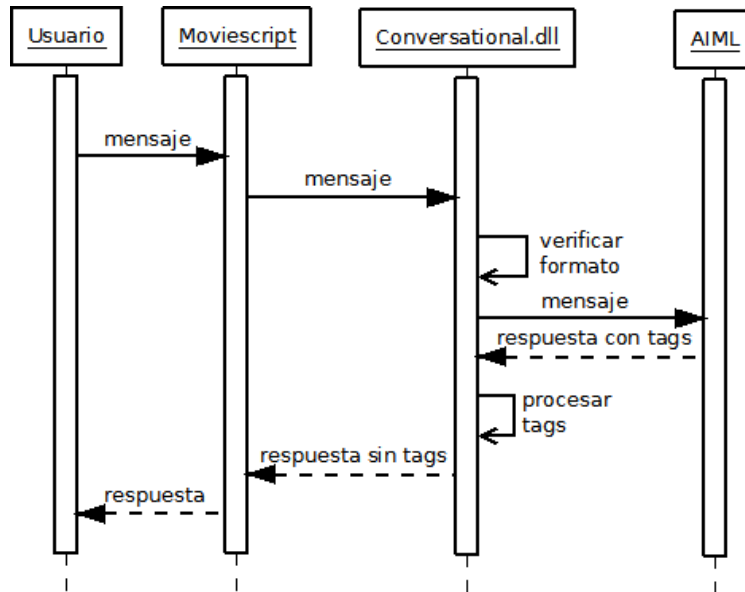 Usuario
Moviescript
Conversational.dll
AIML
mensaje
mensaje
verificar
formato
mensaje
respuesta con tags
procesar
tags
respuesta sin tags
respuesta